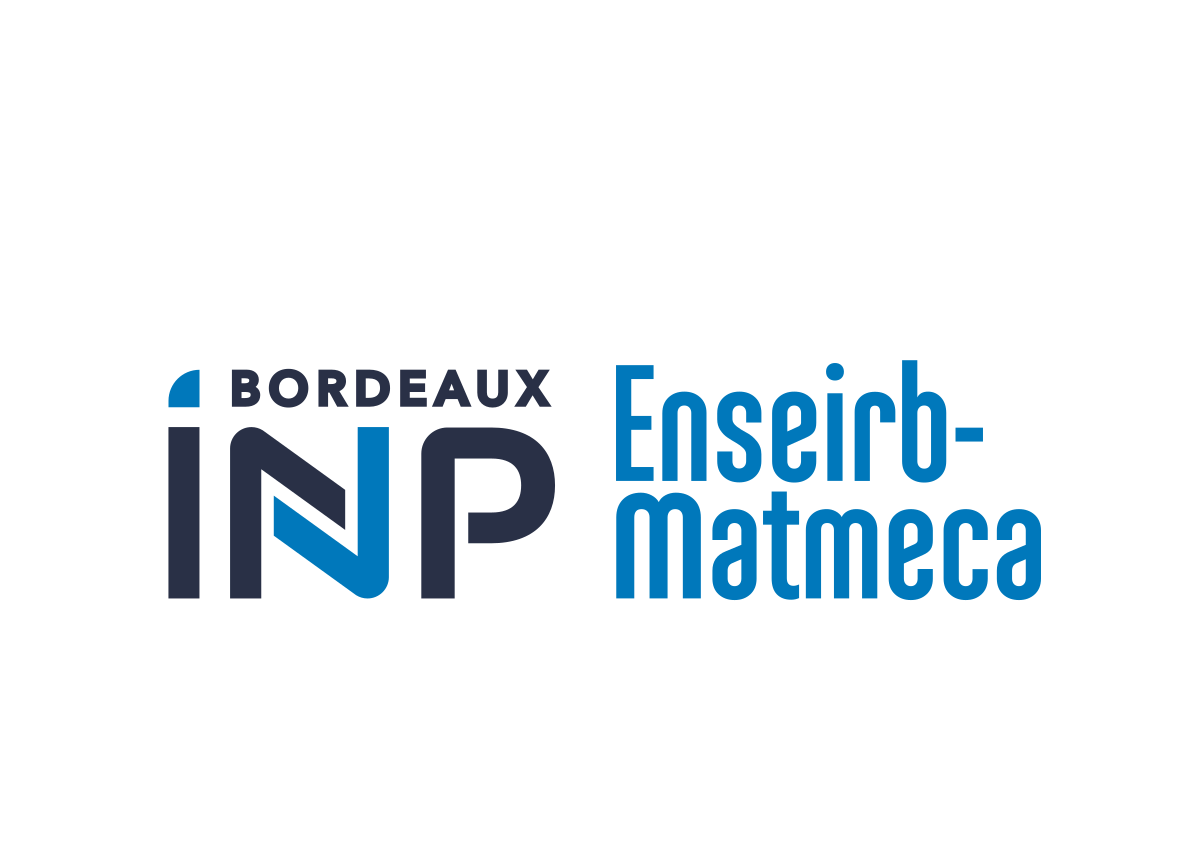 BORDEAUX
INP
Enseirb-
Matmeca